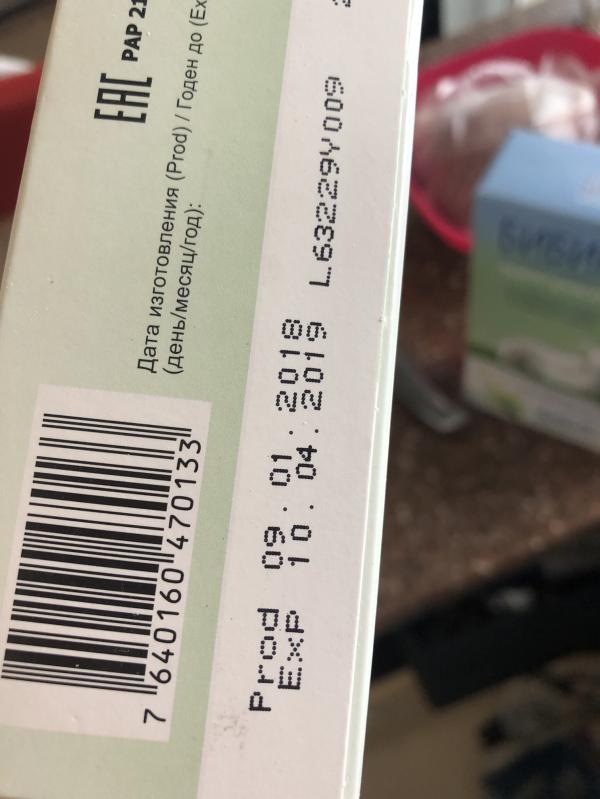 EAC PAP 21
Дата изготовления (Prod) / Годен до (Ex
(день/месяц/год):
7 640160 470133
Prod 09.01.2018
Exp 10.04.2019 L63229Y009